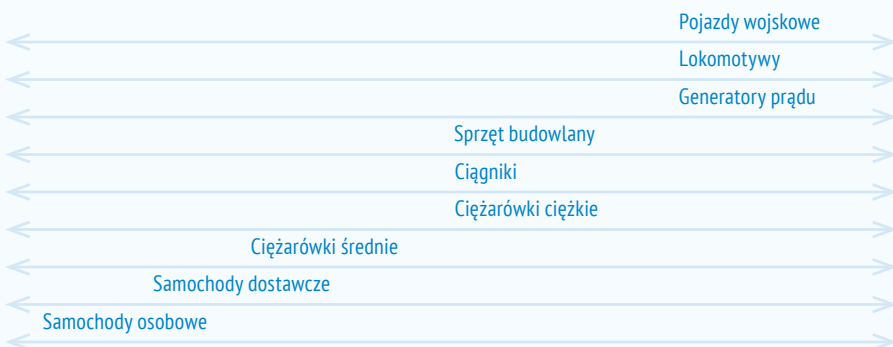 Pojazdy wojskowe
Lokomotywy
Generatory prądu
Sprzęt budowlany
Ciągniki
Ciężarówki ciężkie
Ciężarówki średnie
Samochody dostawcze
Samochody osobowe